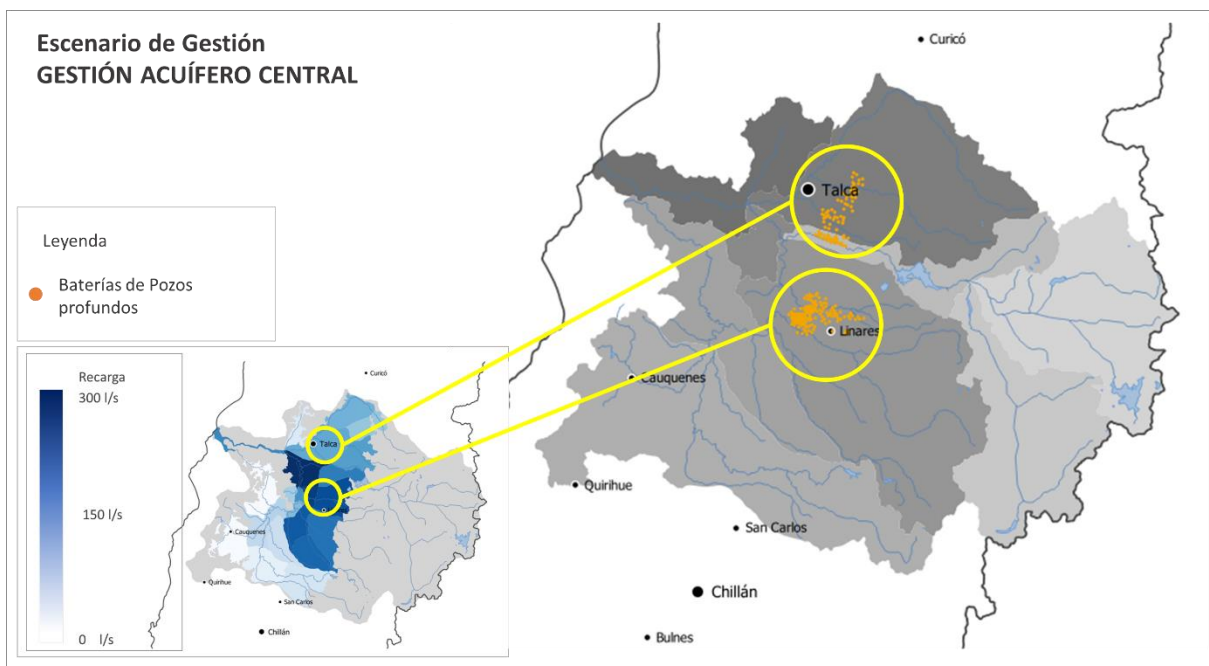 Escenario de Gestión
GESTIÓN ACUÍFERO CENTRAL
Curicó
Talca
Linares
Cauquenes
Quirihue
San Carlos
Chillán
Bulnes
Leyenda
Baterías de Pozos
profundos
Recarga
300 l/s
150 l/s
0 l/s
Curicó
Talca
Cauquenes
Quirihue
San Carlos
Chillán